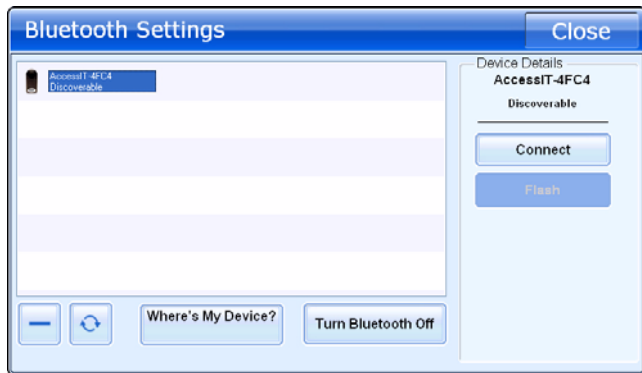 Bluetooth Settings
Close
AccessIT-4FC4
Discoverable
Device Details
AccessIT-4FC4
Discoverable
Connect
Flash
Where's My Device?
Turn Bluetooth Off